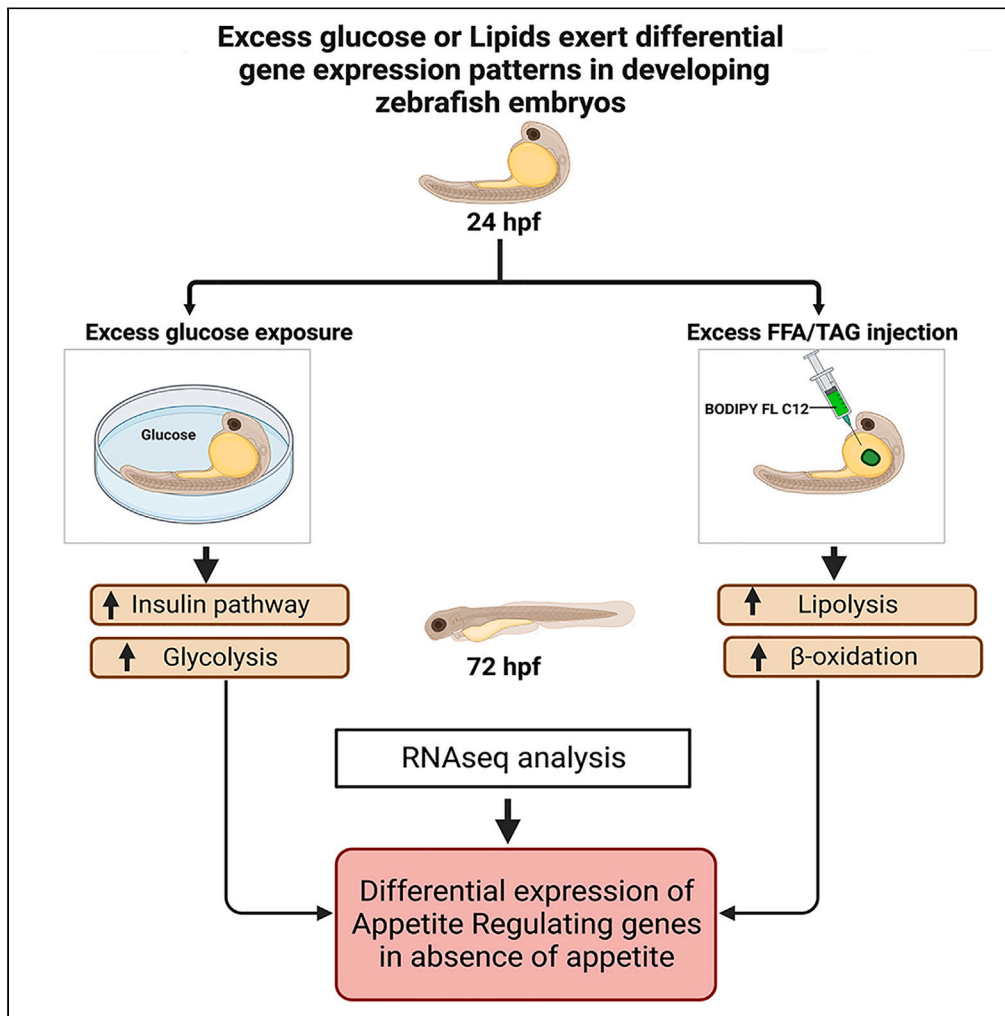 Excess glucose or Lipids exert differential
gene expression patterns in developing
zebrafish embryos
24 hpf
Excess glucose exposure
Glucose
Excess FFA/TAG injection
BODIPY FL C12
Insulin pathway
Glycolysis
72 hpf
Lipolysis
β-oxidation
RNAseq analysis
Differential expression of
Appetite Regulating genes
in absence of appetite